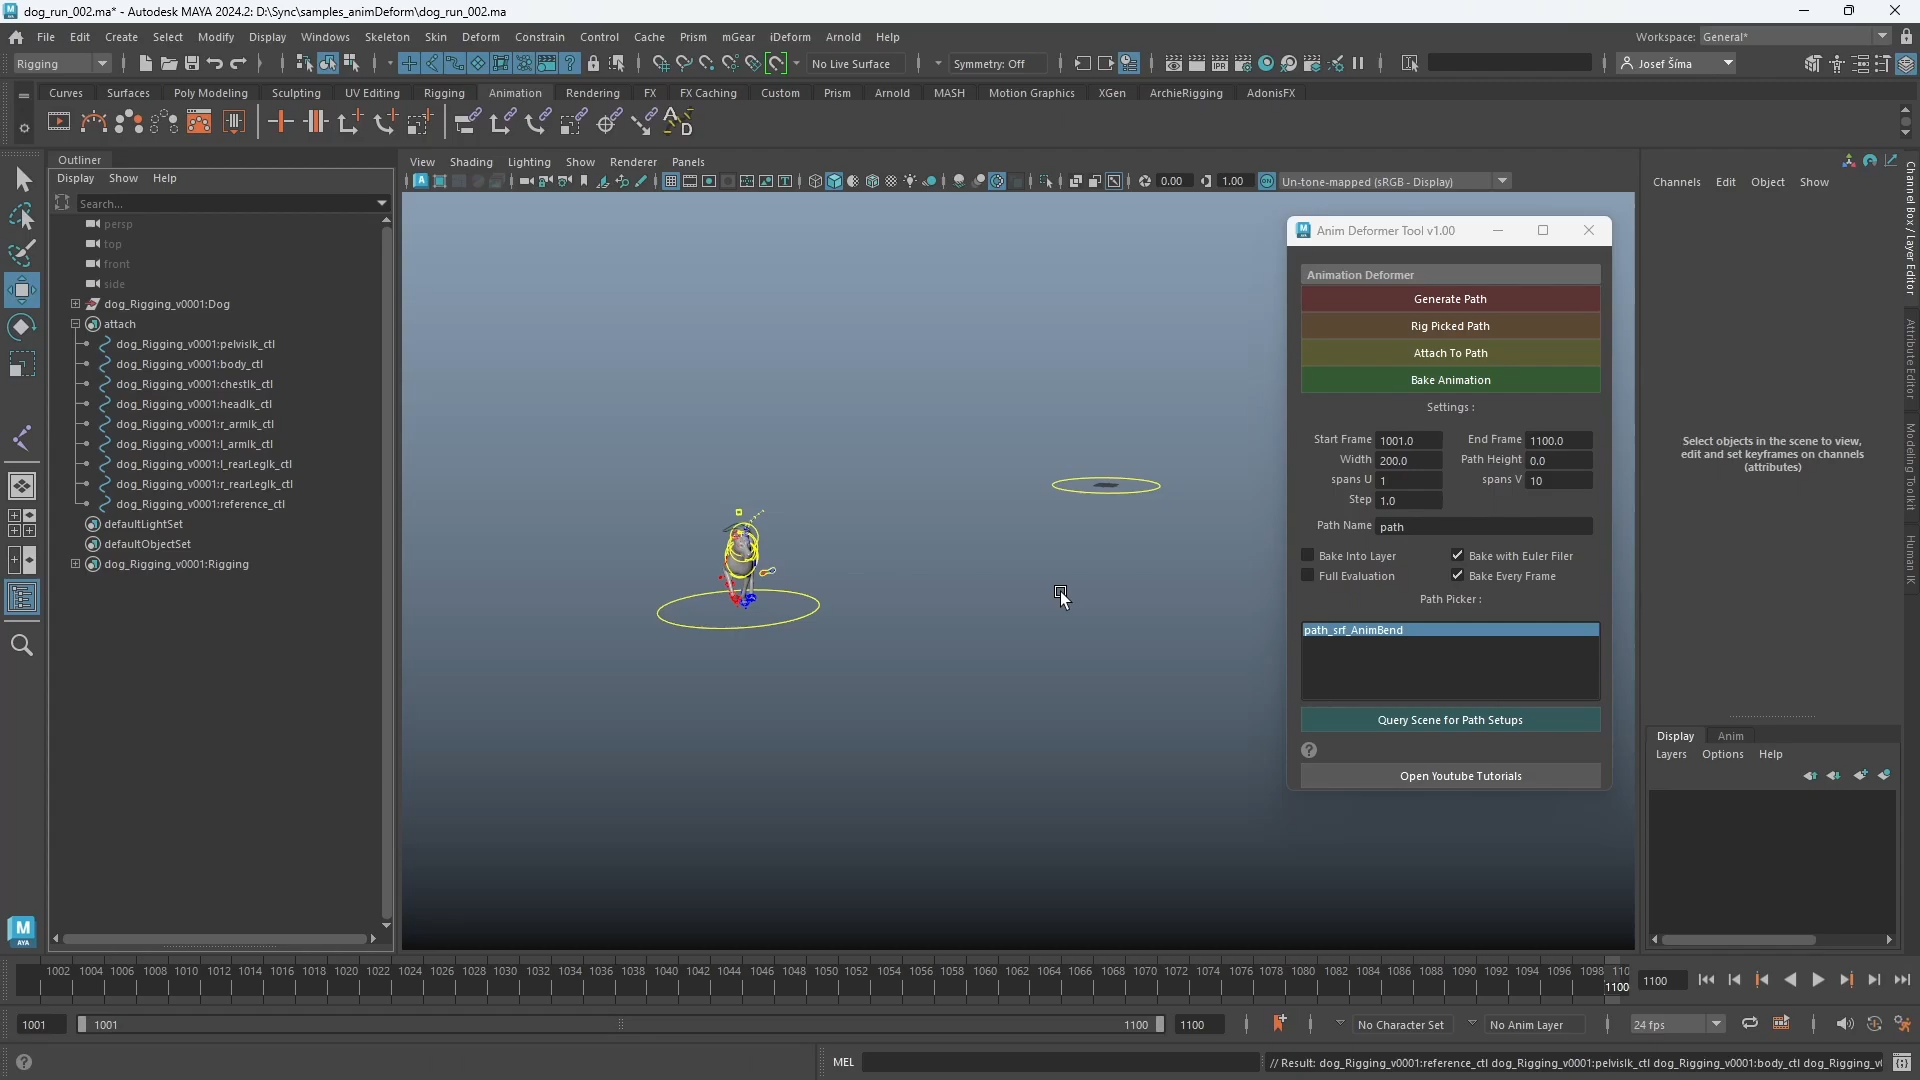 dog_run_002.ma* - Autodesk MAYA 2024.2: D:\Sync\samples_animDeform\dog_run_002.ma
File Edit Create Select Modify Display Windows Skeleton Skin Deform Constrain Control Cache Prism mGear iDeform Arnold Help
Workspace: General*
Rigging
No Live Surface
Symmetry: Off
Josef Šíma
Curves Surfaces Poly Modeling Sculpting UV Editing Rigging Animation Rendering FX FX Caching Custom Prism Arnold MASH Motion Graphics XGen ArchieRigging AdonisFX
Outliner
Display Show Help
Search...
persp
top
front
side
dog_Rigging_v0001:Dog
attach
dog_Rigging_v0001:pelvisIk_ctl
dog_Rigging_v0001:body_ctl
dog_Rigging_v0001:chestIk_ctl
dog_Rigging_v0001:headIk_ctl
dog_Rigging_v0001:r_armIk_ctl
dog_Rigging_v0001:l_armIk_ctl
dog_Rigging_v0001:l_rearLegIk_ctl
dog_Rigging_v0001:r_rearLegIk_ctl
dog_Rigging_v0001:reference_ctl
defaultLightSet
defaultObjectSet
dog_Rigging_v0001:Rigging
View Shading Lighting Show Renderer Panels
0.00
1.00
Un-tone-mapped (sRGB - Display)
Anim Deformer Tool v1.00
Animation Deformer
Generate Path
Rig Picked Path
Attach To Path
Bake Animation
Settings :
Start Frame 1001.0 End Frame 1100.0
Width 200.0 Path Height 0.0
spans U 1 spans V 10
Step 1.0
Path Name path
Bake Into Layer Bake with Euler Filer
Full Evaluation Bake Every Frame
Path Picker :
path_srf_AnimBend
Query Scene for Path Setups
Open Youtube Tutorials
Channels Edit Object Show
Select objects in the scene to view,
edit and set keyframes on channels
(attributes)
Channel Box / Layer Editor
Attribute Editor
Modeling Toolkit
Human IK
Display Anim
Layers Options Help
1002 1004 1006 1008 1010 1012 1014 1016 1018 1020 1022 1024 1026 1028 1030 1032 1034 1036 1038 1040 1042 1044 1046 1048 1050 1052 1054 1056 1058 1060 1062 1064 1066 1068 1070 1072 1074 1076 1078 1080 1082 1084 1086 1088 1090 1092 1094 1096 1098 110
1100
1100
1001
1001
1100
1100
No Character Set
No Anim Layer
24 fps
MEL
// Result: dog_Rigging_v0001:reference_ctl dog_Rigging_v0001:pelvisIk_ctl dog_Rigging_v0001:body_ctl dog_Rigging_v